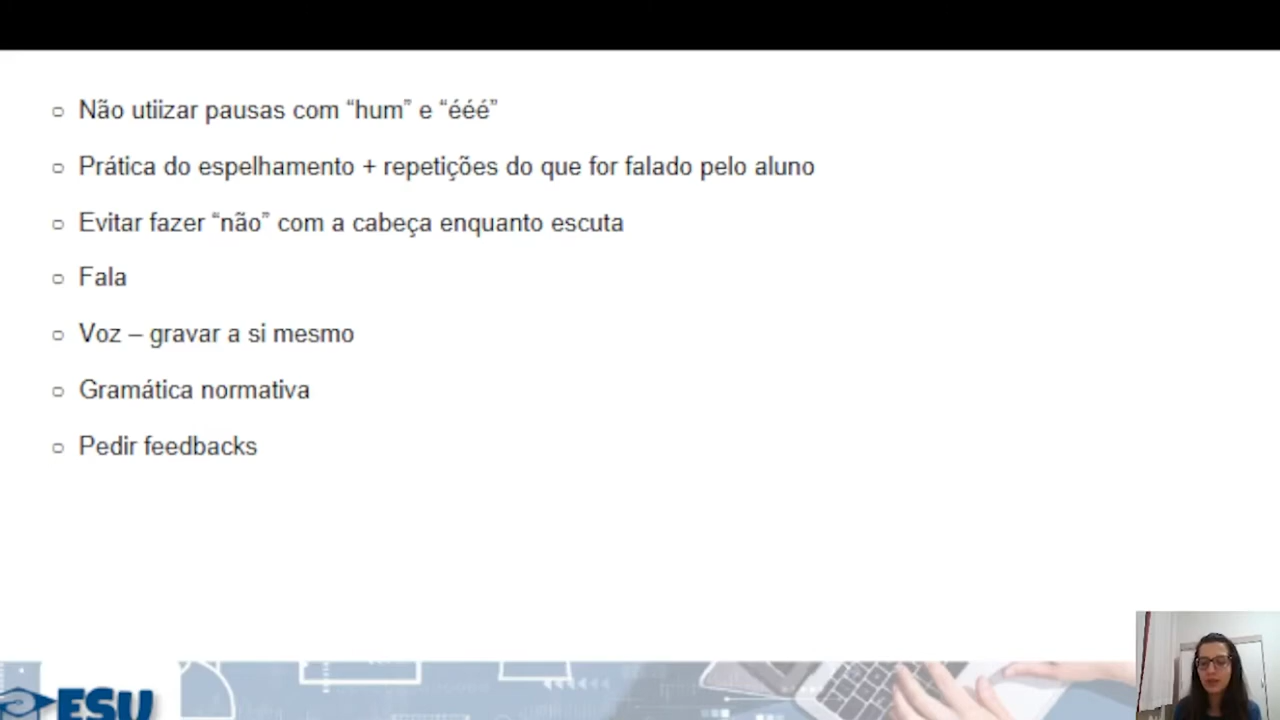 Não utiizar pausas com “hum” e “ééé”
Prática do espelhamento + repetições do que for falado pelo aluno
Evitar fazer “não” com a cabeça enquanto escuta
Fala
Voz – gravar a si mesmo
Gramática normativa
Pedir feedbacks
ESU